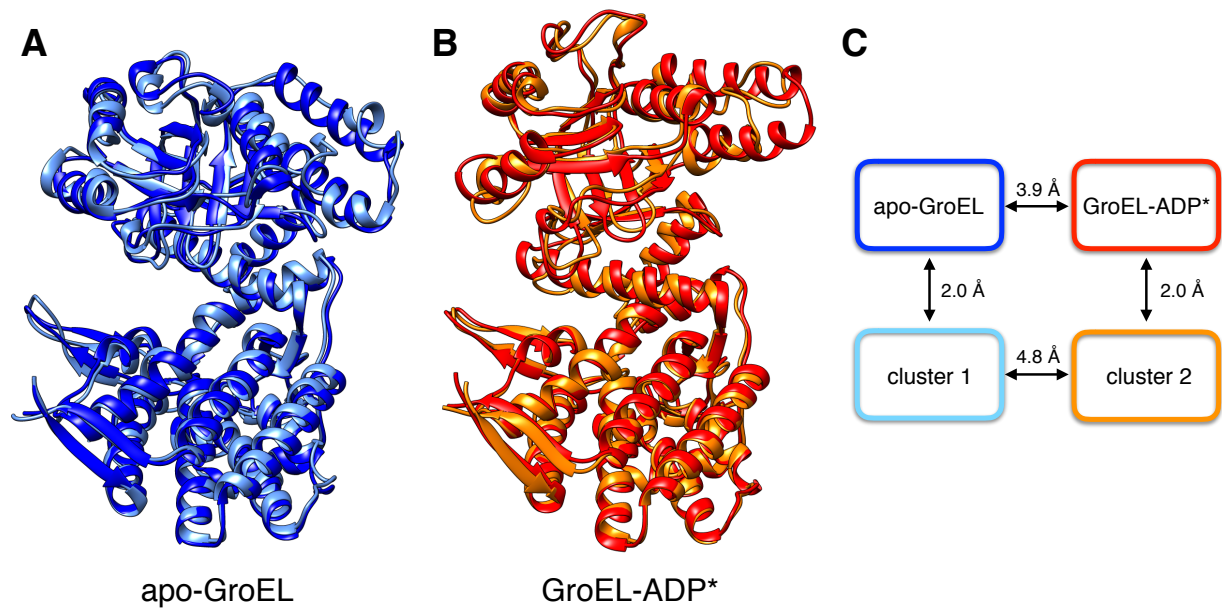 A
B
C
apo-GroEL
3.9 Å
GroEL-ADP*
2.0 Å
2.0 Å
cluster 1
4.8 Å
cluster 2
apo-GroEL
GroEL-ADP*